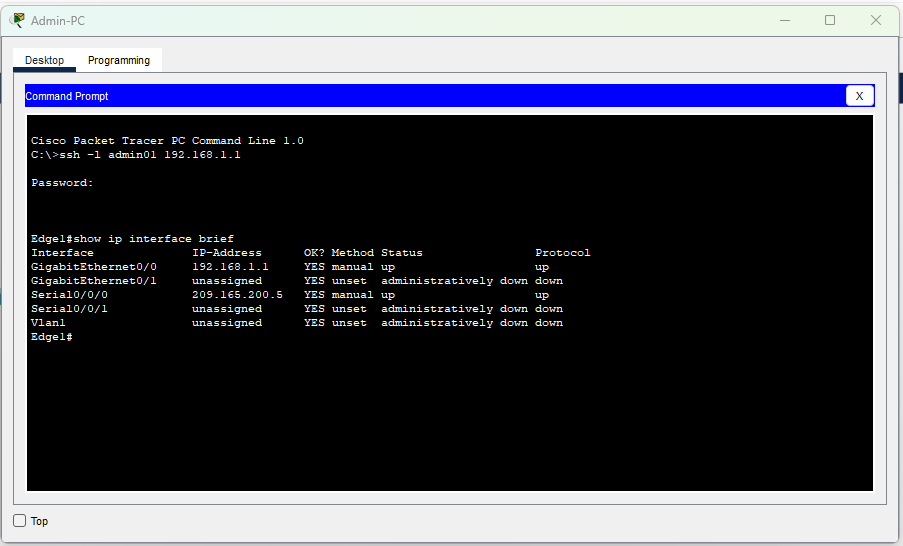 Admin-PC
Desktop Programming
Command Prompt X
Cisco Packet Tracer PC Command Line 1.0
C:\>ssh -l admin01 192.168.1.1
Password:
Edge1#show ip interface brief
Interface IP-Address OK? Method Status Protocol
GigabitEthernet0/0 192.168.1.1 YES manual up up
GigabitEthernet0/1 unassigned YES unset administratively down down
Serial0/0/0 209.165.200.5 YES manual up up
Serial0/0/1 unassigned YES unset administratively down down
Vlan1 unassigned YES unset administratively down down
Edge1#
Top